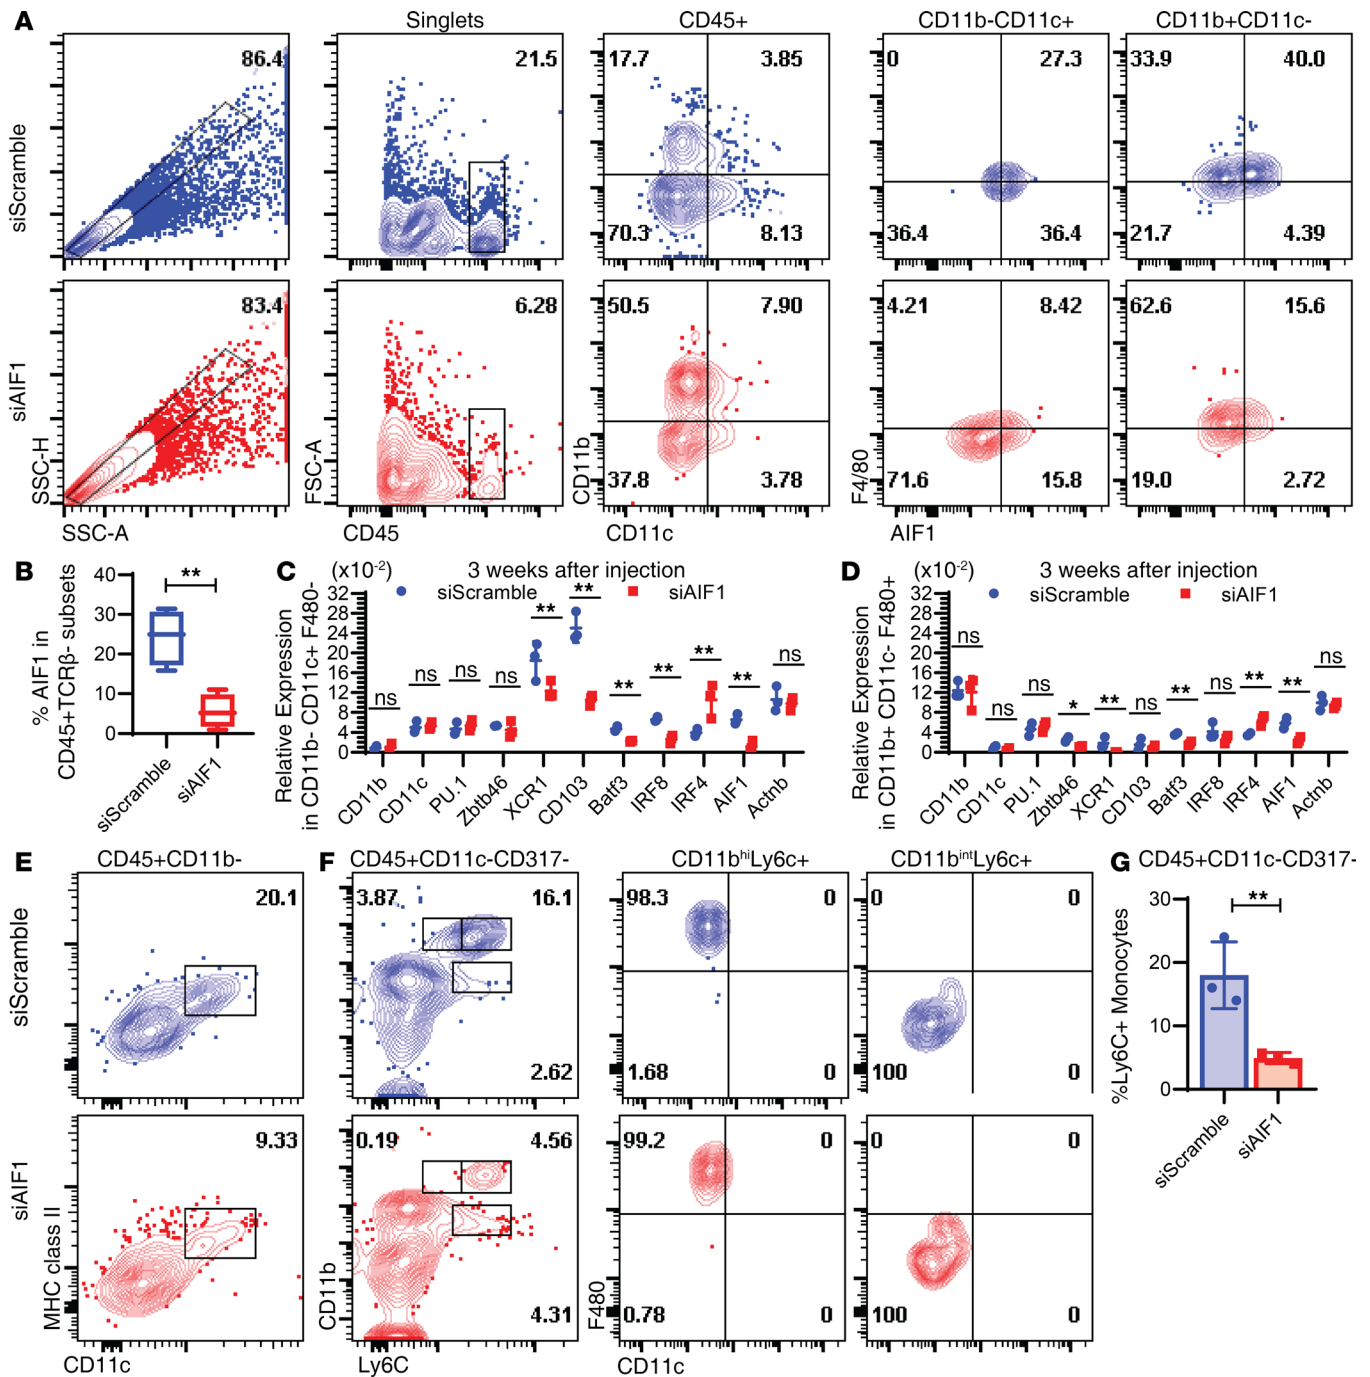 A
Singlets
CD45+
CD11b-CD11c+
CD11b+CD11c-
siScramble
86.4
21.5
17.7
3.85
70.3
8.13
0
27.3
36.4
36.4
33.9
40.0
21.7
4.39
siAIF1
83.4
6.28
50.5
7.90
37.8
3.78
4.21
8.42
71.6
15.8
62.6
15.6
19.0
2.72
SSC-H
SSC-A
FSC-A
CD45
CD11b
CD11c
F4/80
AIF1
B
% AIF1 in
CD45+TCRβ- subsets
40
30
20
10
0
**
siScramble
siAIF1
C
(x10-2)
3 weeks after injection
siScramble
siAIF1
Relative Expression
in CD11b- CD11c+ F480-
32
28
24
20
16
12
8
4
0
ns
ns
ns
ns
**
**
**
**
**
**
ns
CD11b
CD11c
PU.1
Zbtb46
XCR1
CD103
Batf3
IRF8
IRF4
AIF1
Actnb
D
(x10-2)
3 weeks after injection
siScramble
siAIF1
Relative Expression
in CD11b+ CD11c- F480+
32
28
24
20
16
12
8
4
0
ns
ns
ns
*
**
ns
**
ns
**
**
ns
CD11b
CD11c
PU.1
Zbtb46
XCR1
CD103
Batf3
IRF8
IRF4
AIF1
Actnb
E
CD45+CD11b-
siScramble
20.1
siAIF1
9.33
MHC class II
CD11c
F
CD45+CD11c-CD317-
CD11bhiLy6c+
CD11bintLy6c+
3.87
16.1
2.62
98.3
0
1.68
0
0
0
100
0
0.19
4.56
4.31
99.2
0
0.78
0
0
0
100
0
CD11b
Ly6C
F480
CD11c
G
CD45+CD11c-CD317-
%Ly6C+ Monocytes
30
20
10
0
**
siScramble
siAIF1